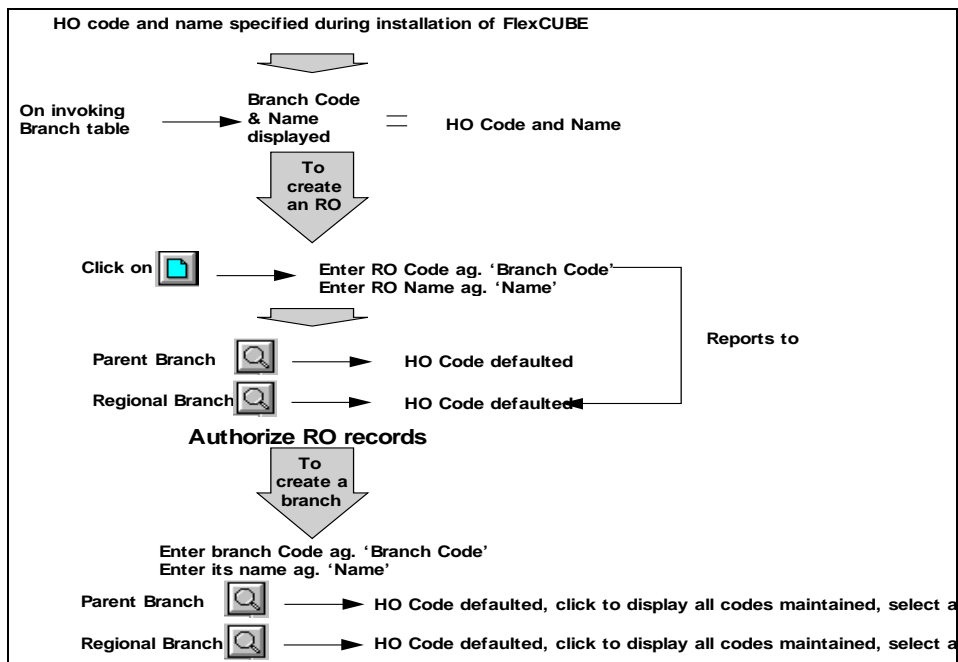 HO code and name specified during installation of FlexCUBE
On invoking
Branch table
Branch Code
& Name
displayed
HO Code and Name
To
create
an RO
Click on
Enter RO Code ag. ‘Branch Code’
Enter RO Name ag. ‘Name’
Reports to
Parent Branch
HO Code defaulted
Regional Branch
HO Code defaulted
Authorize RO records
To
create a
branch
Enter branch Code ag. ‘Branch Code’
Enter its name ag. ‘Name’
Parent Branch
HO Code defaulted, click to display all codes maintained, select a
Regional Branch
HO Code defaulted, click to display all codes maintained, select a